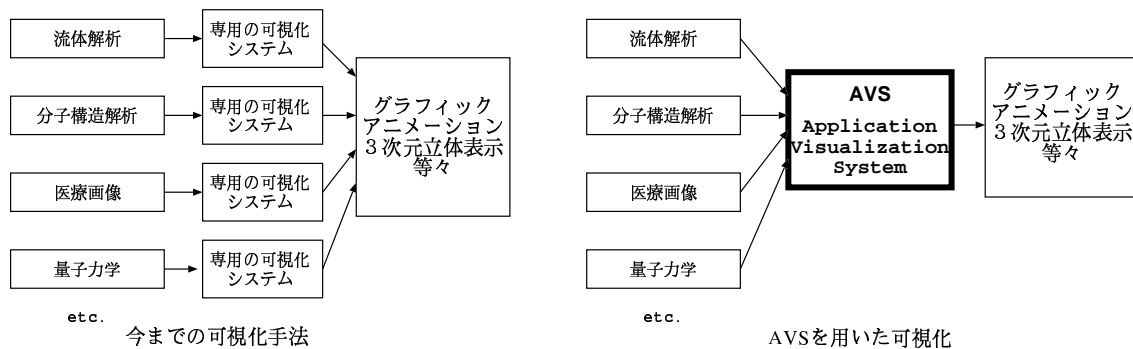 流体解析
専用の可視化
システム
分子構造解析
専用の可視化
システム
医療画像
専用の可視化
システム
量子力学
専用の可視化
システム
グラフィック
アニメーション
３次元立体表示
等々
etc.
今までの可視化手法
流体解析
分子構造解析
医療画像
量子力学
AVS
Application
Visualization
System
グラフィック
アニメーション
３次元立体表示
等々
etc.
AVSを用いた可視化